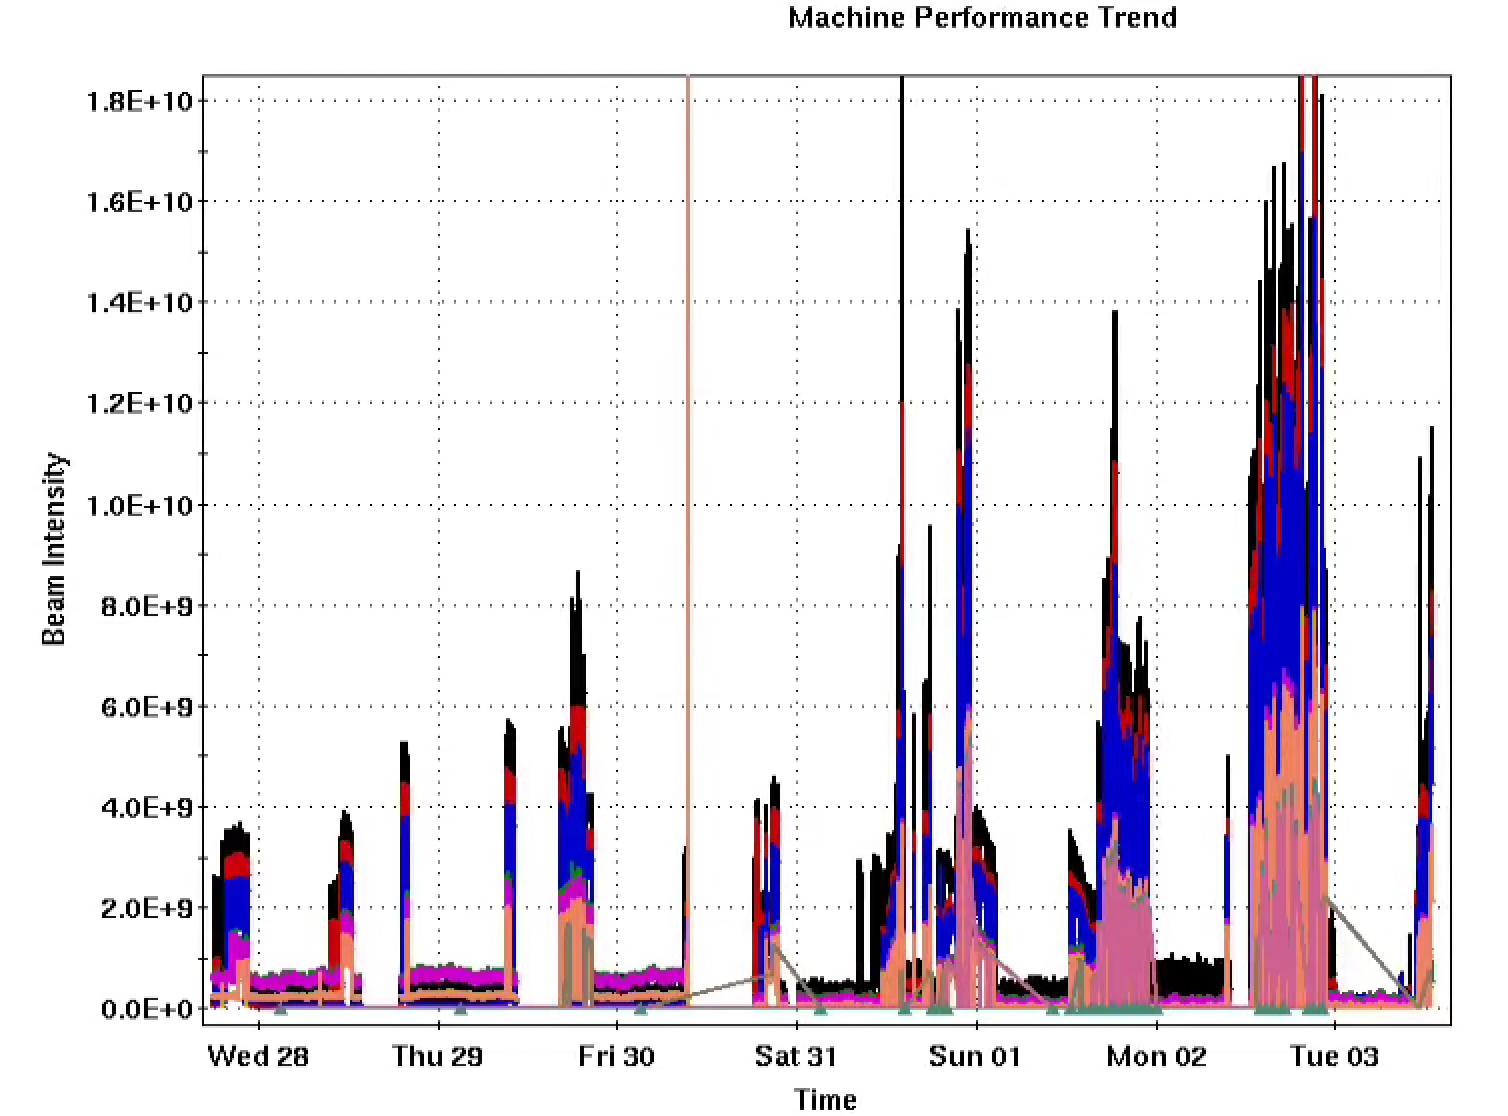 Machine Performance Trend
1.8E+10
1.6E+10
1.4E+10
1.2E+10
1.0E+10
8.0E+9
6.0E+9
4.0E+9
2.0E+9
0.0E+0
Beam Intensity
Wed 28 Thu 29 Fri 30 Sat 31 Sun 01 Mon 02 Tue 03
Time